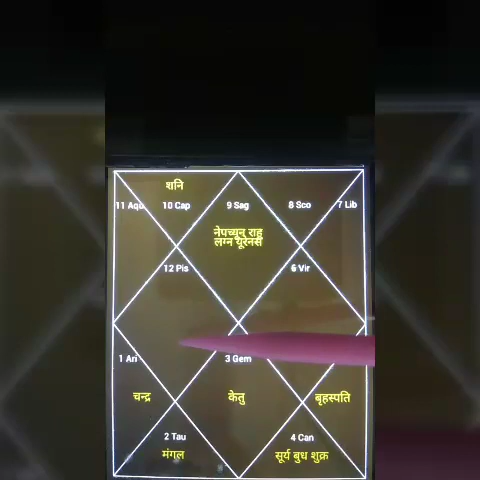 शनि
11 Aqu 10 Cap 9 Sag 8 Sco 7 Lib
नेपच्यून राहु
लग्न यूरेनस
12 Pis 6 Vir
1 Ari 3 Gem
चन्द्र केतु बृहस्पति
2 Tau 4 Can
मंगल सूर्य बुध शुक्र